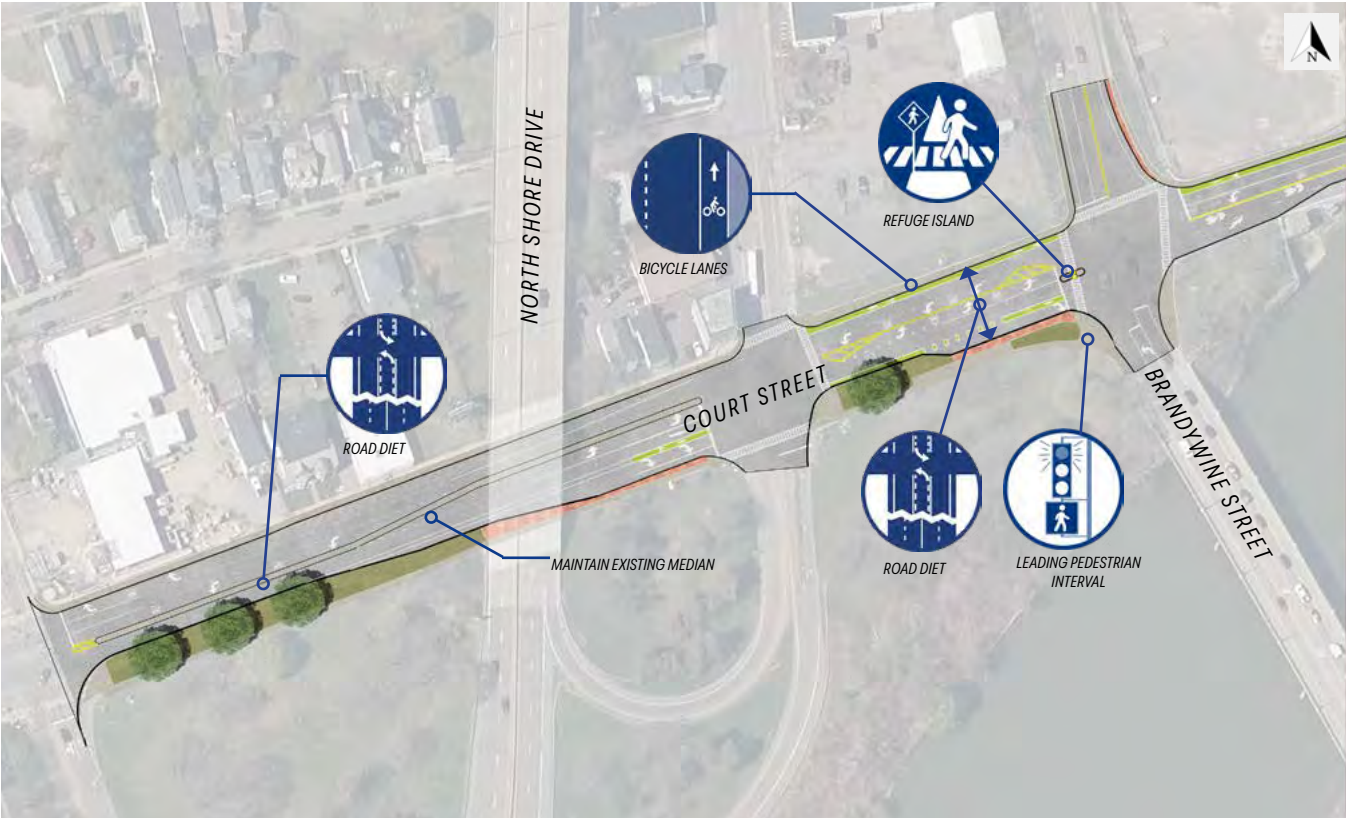 N
NORTH SHORE DRIVE
REFUGE ISLAND
BICYCLE LANES
COURT STREET
BRANDYWINE STREET
ROAD DIET
MAINTAIN EXISTING MEDIAN
ROAD DIET
LEADING PEDESTRIAN
INTERVAL